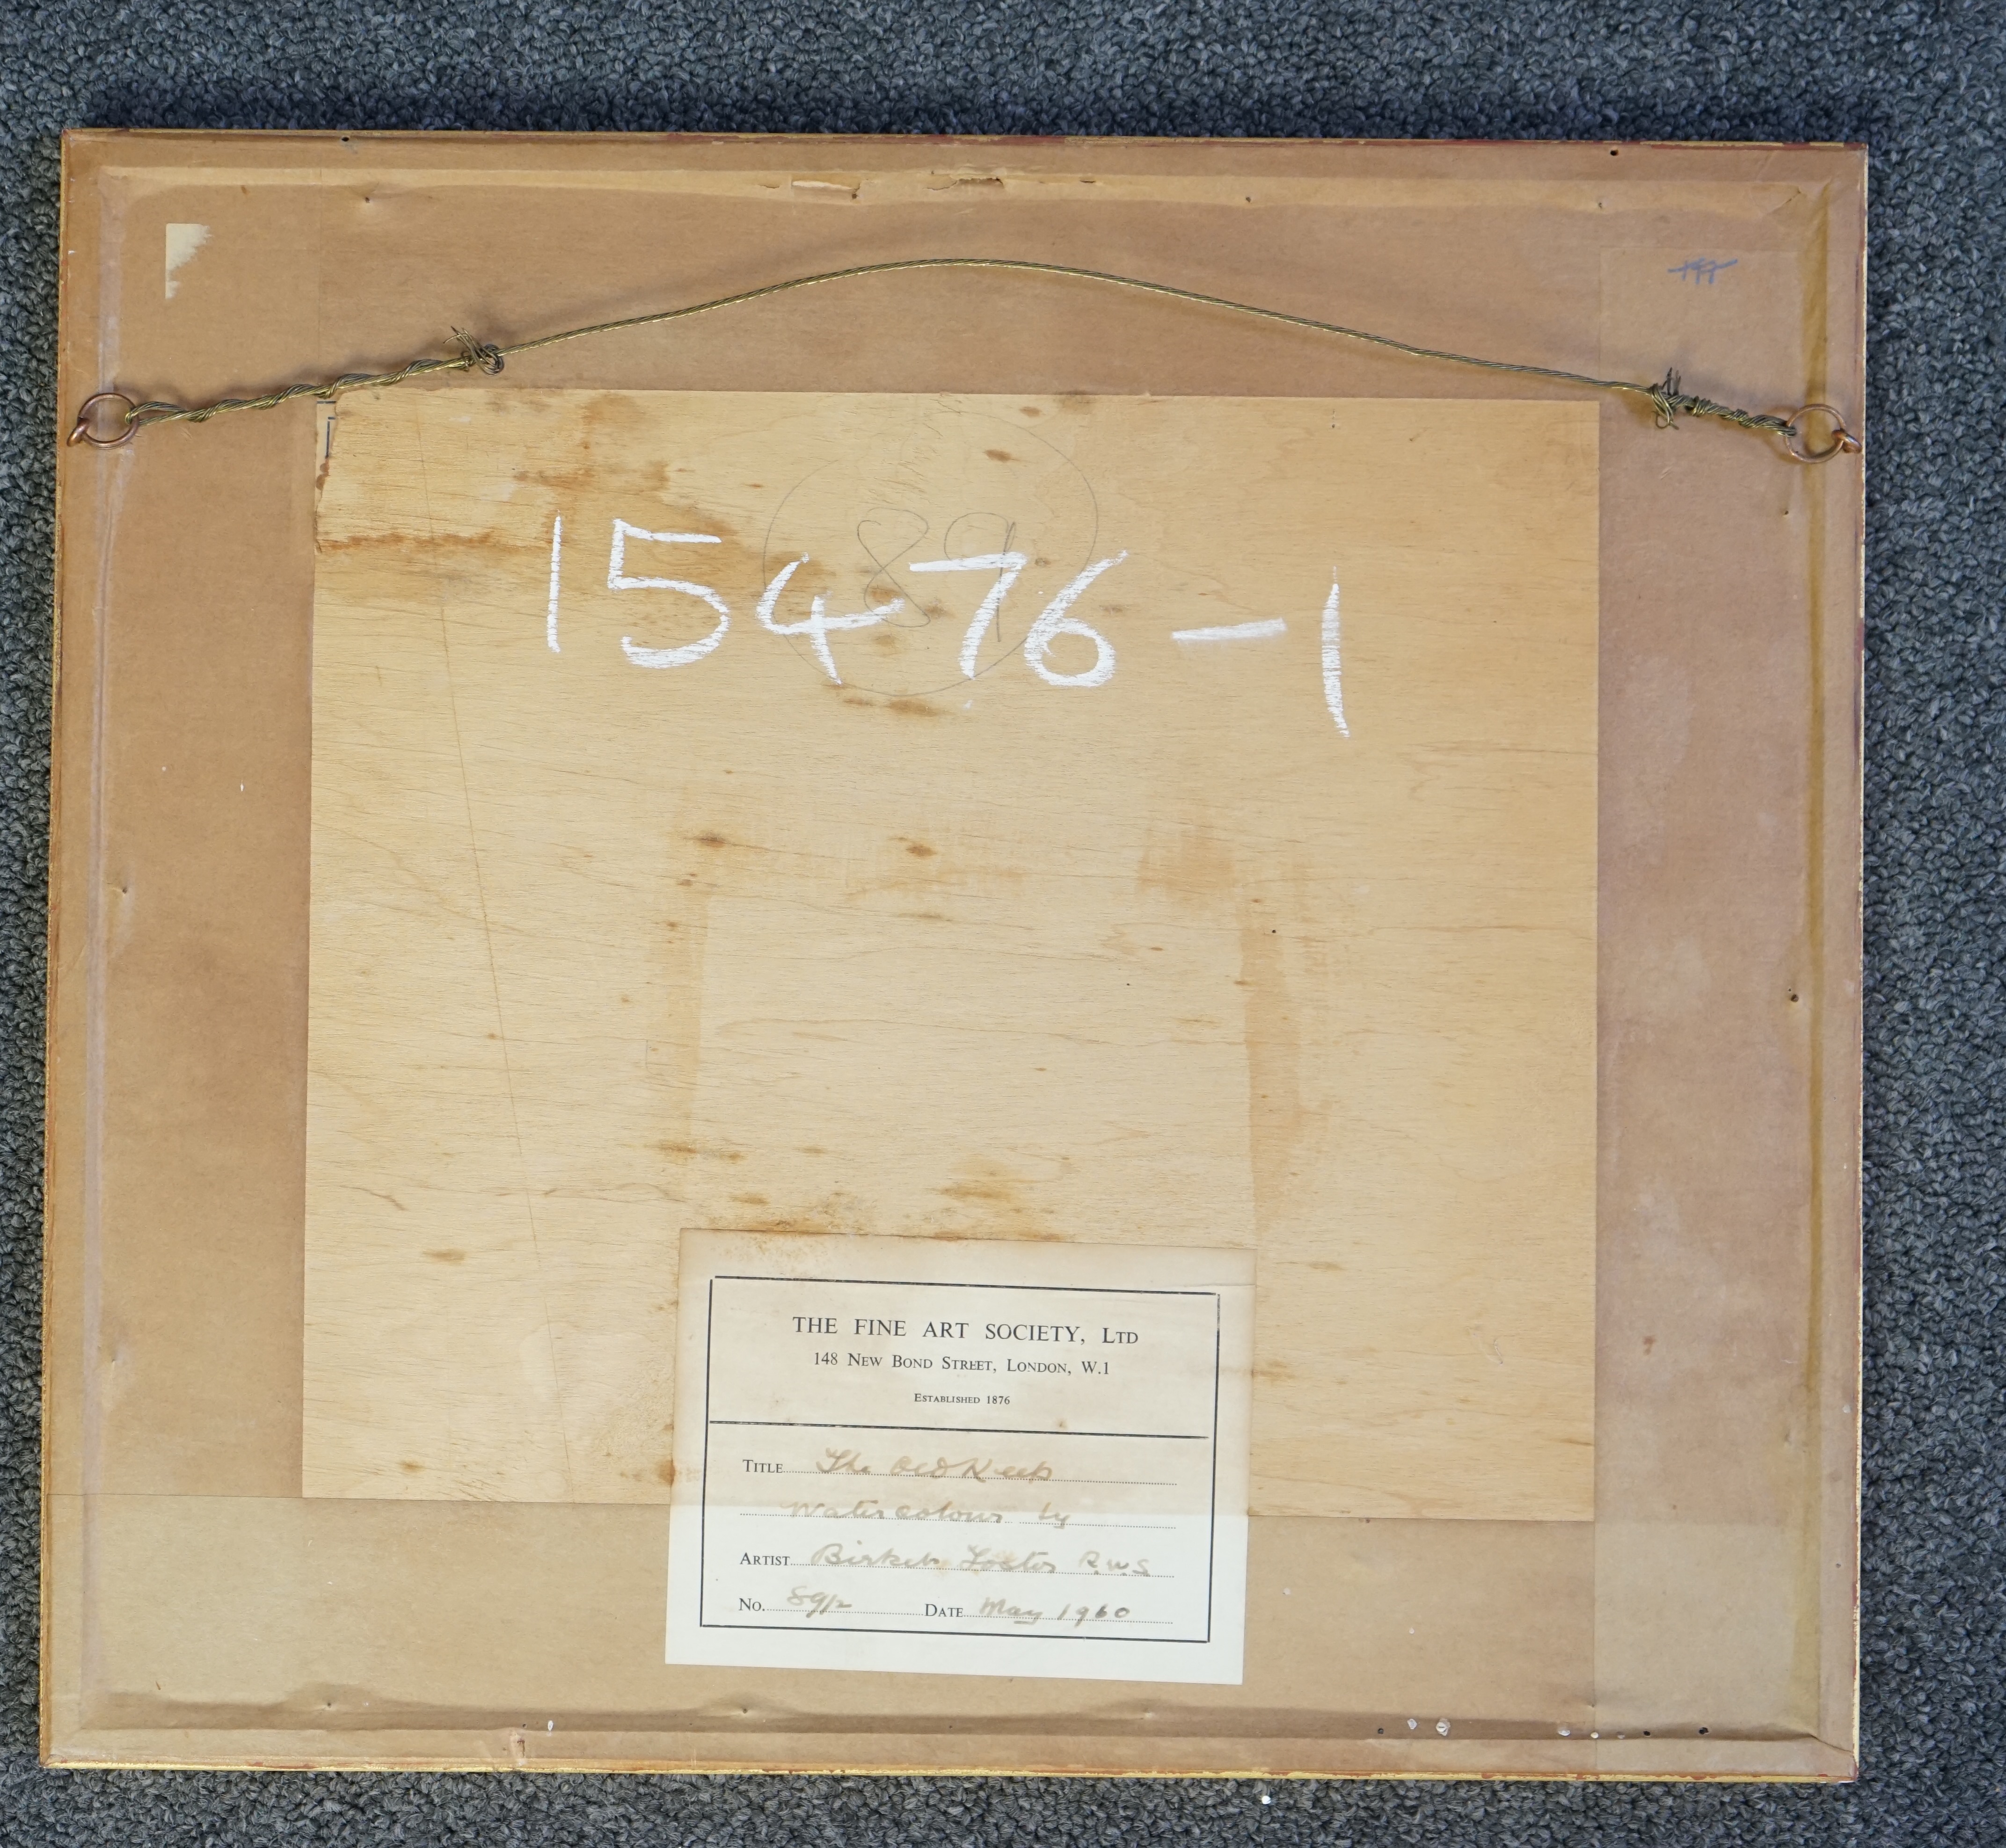 89
15476-1
THE FINE ART SOCIETY, LTD
148 NEW BOND STREET, LONDON, W.1
ESTABLISHED 1876
TITLE The Old Keep
Watercolour by
ARTIST Birket Foster R.W.S
NO. 89/2 DATE May 1960